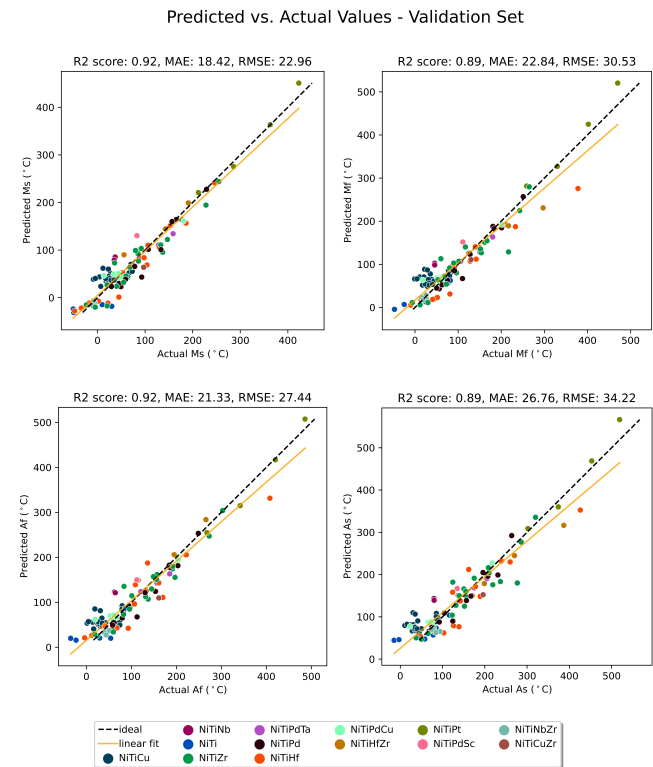 Predicted vs. Actual Values - Validation Set
R2 score: 0.92, MAE: 18.42, RMSE: 22.96
Predicted Ms (°C)
400
300
200
100
0
0 100 200 300 400
Actual Ms (°C)
R2 score: 0.89, MAE: 22.84, RMSE: 30.53
Predicted Mf (°C)
500
400
300
200
100
0
0 100 200 300 400 500
Actual Mf (°C)
R2 score: 0.92, MAE: 21.33, RMSE: 27.44
Predicted Af (°C)
500
400
300
200
100
0
0 100 200 300 400 500
Actual Af (°C)
R2 score: 0.89, MAE: 26.76, RMSE: 34.22
Predicted As (°C)
500
400
300
200
100
0
0 100 200 300 400 500
Actual As (°C)
ideal NiTiNb NiTiPdTa NiTiPdCu NiTiPt NiTiNbZr
linear fit NiTi NiTiPd NiTiHfZr NiTiPdSc NiTiCuZr
NiTiCu NiTiZr NiTiHf